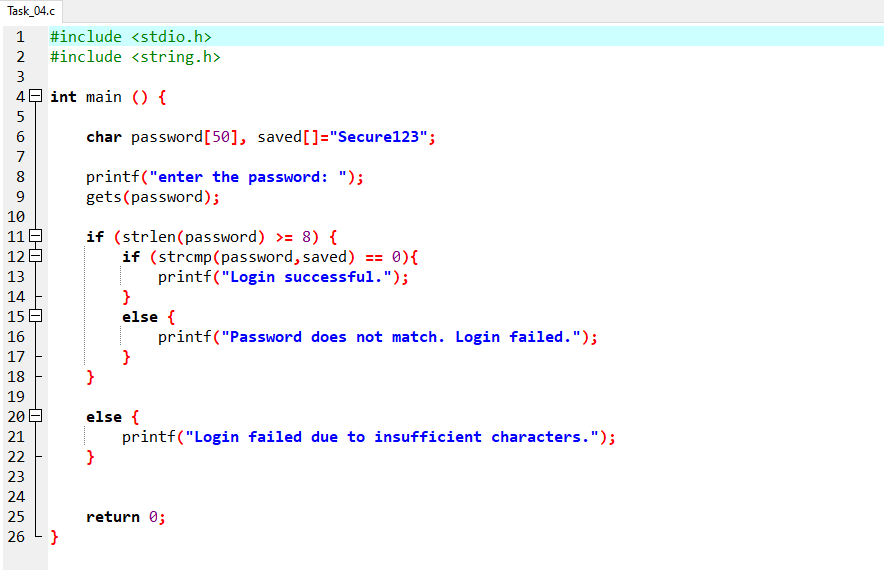 Task_04.c
1 #include <stdio.h>
2 #include <string.h>
3
4 int main () {
5
6 char password[50], saved[]="Secure123";
7
8 printf("enter the password: ");
9 gets(password);
10
11 if (strlen(password) >= 8) {
12 if (strcmp(password,saved) == 0){
13 printf("Login successful.");
14 }
15 else {
16 printf("Password does not match. Login failed.");
17 }
18 }
19
20 else {
21 printf("Login failed due to insufficient characters.");
22 }
23
24
25 return 0;
26 }